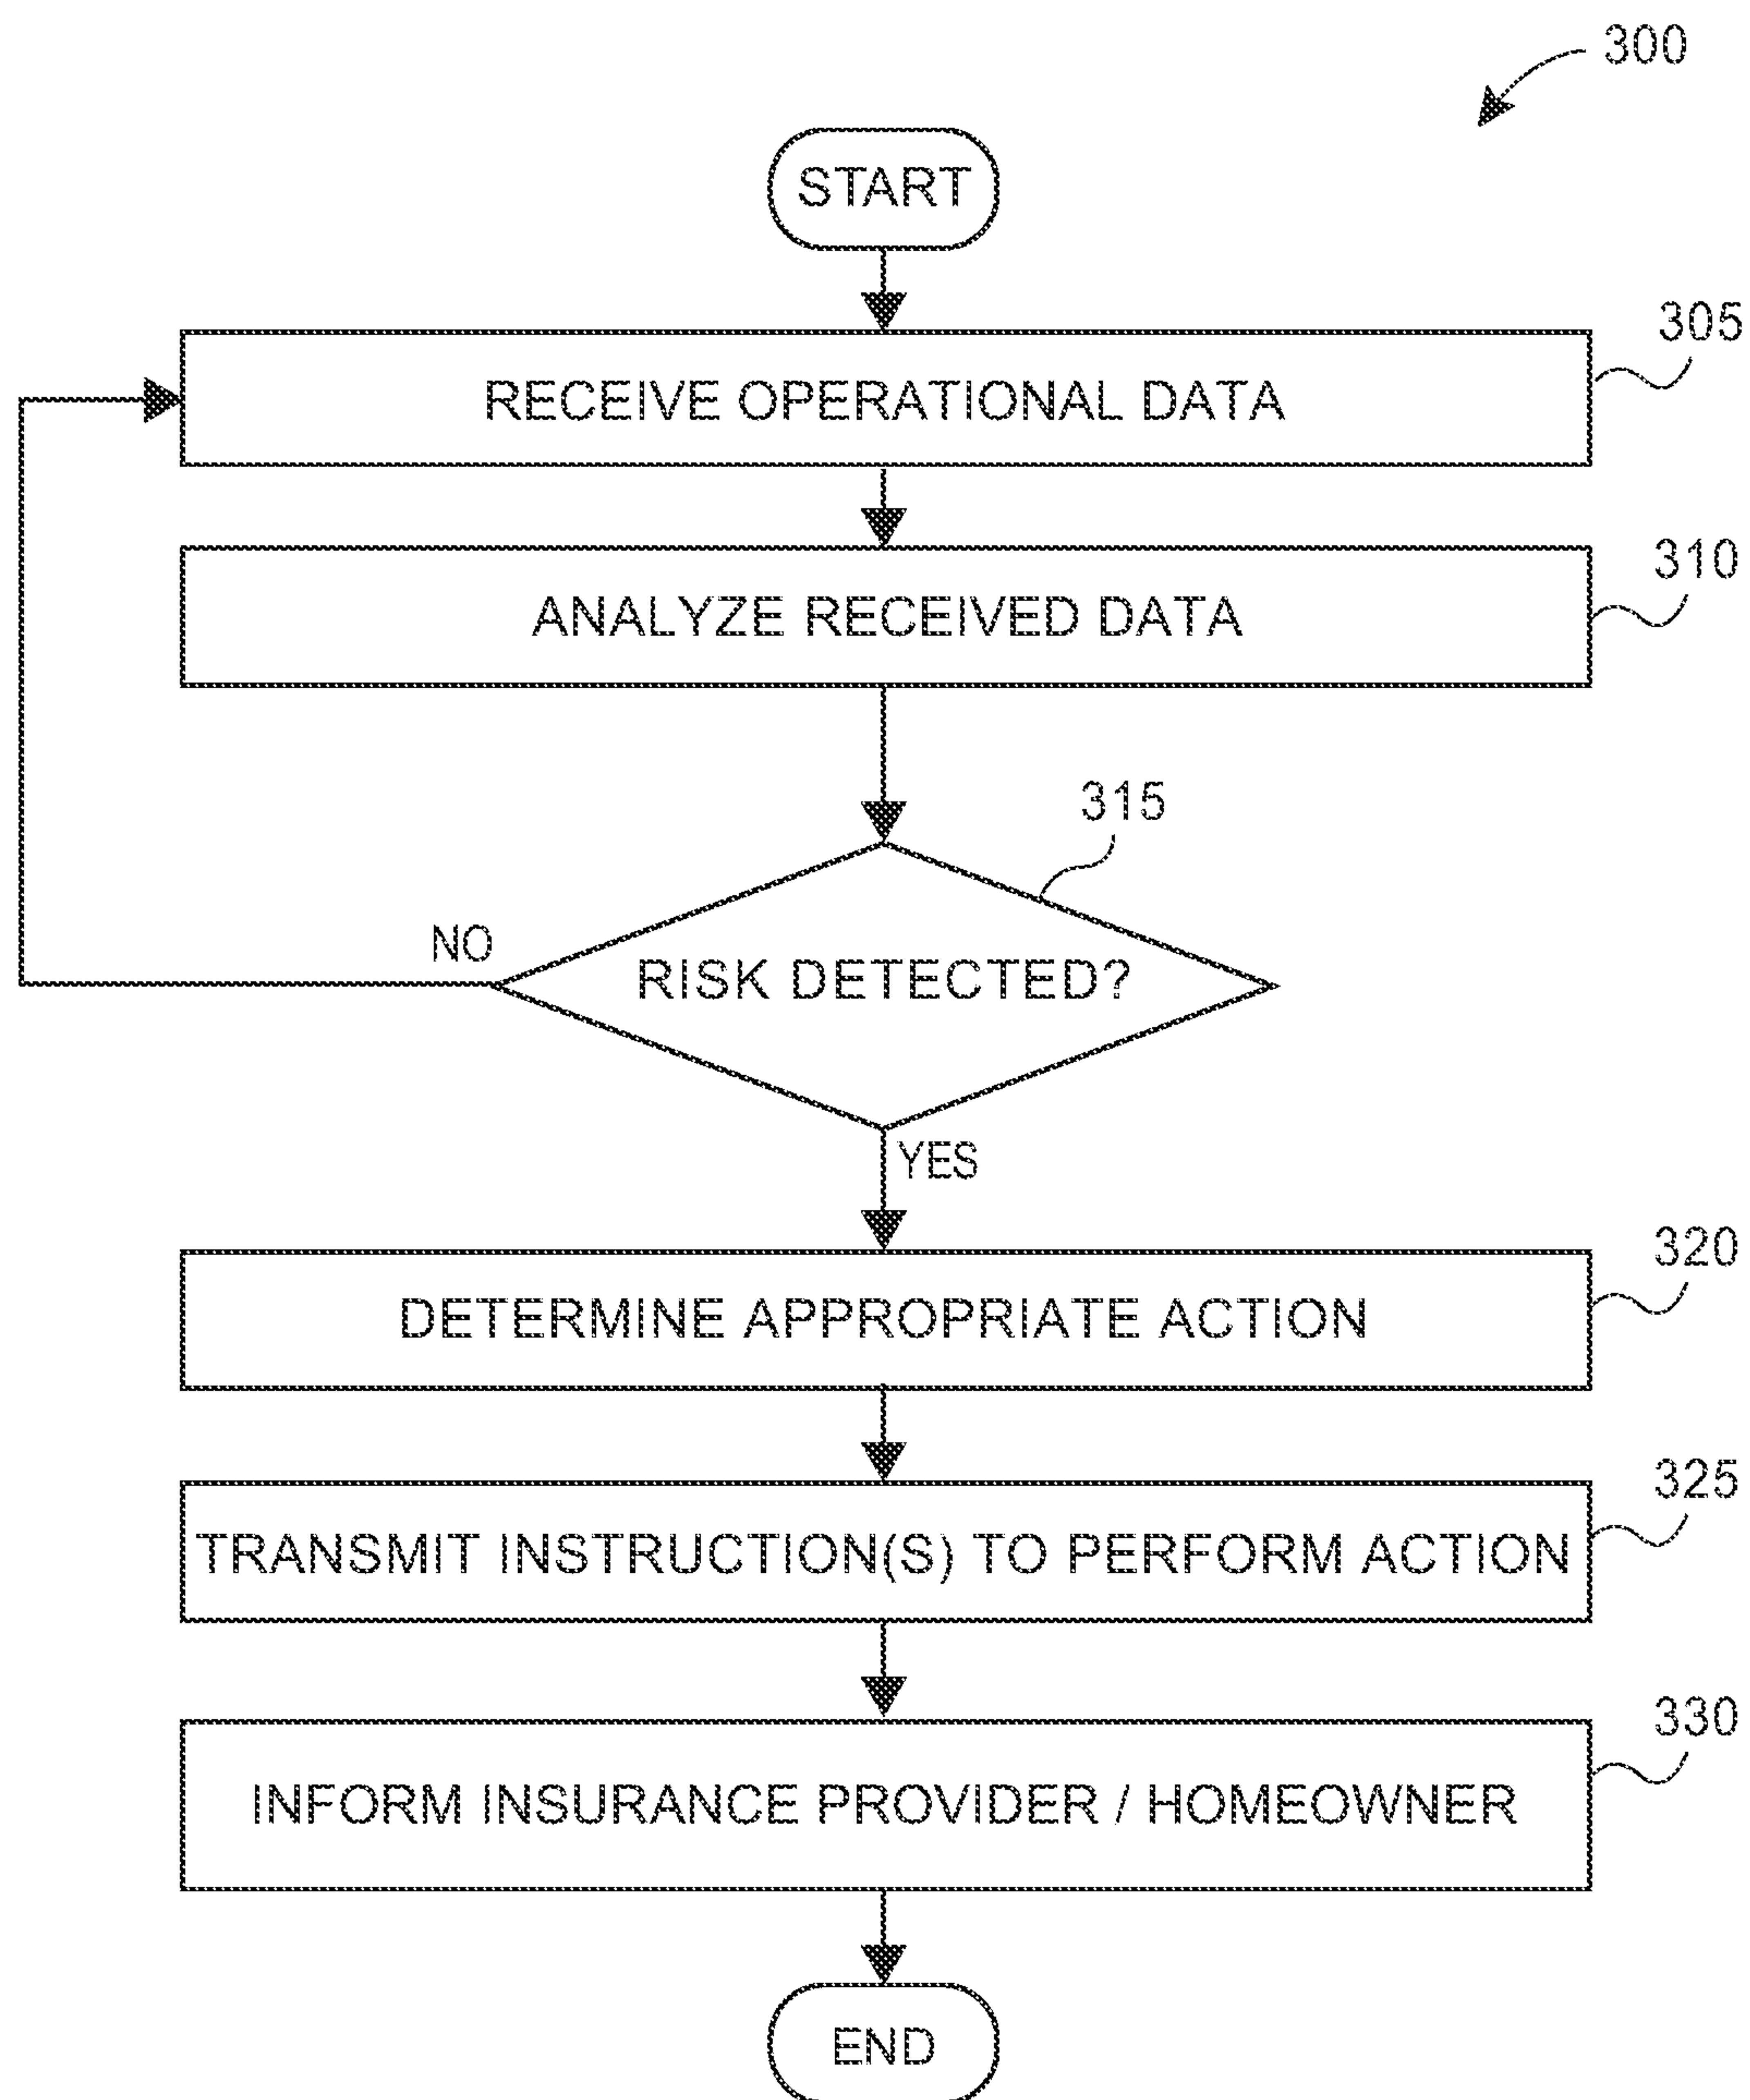 300
START
305
RECEIVE OPERATIONAL DATA
310
ANALYZE RECEIVED DATA
315
NO
RISK DETECTED?
YES
320
DETERMINE APPROPRIATE ACTION
325
TRANSMIT INSTRUCTION(S) TO PERFORM ACTION
330
INFORM INSURANCE PROVIDER / HOMEOWNER
END